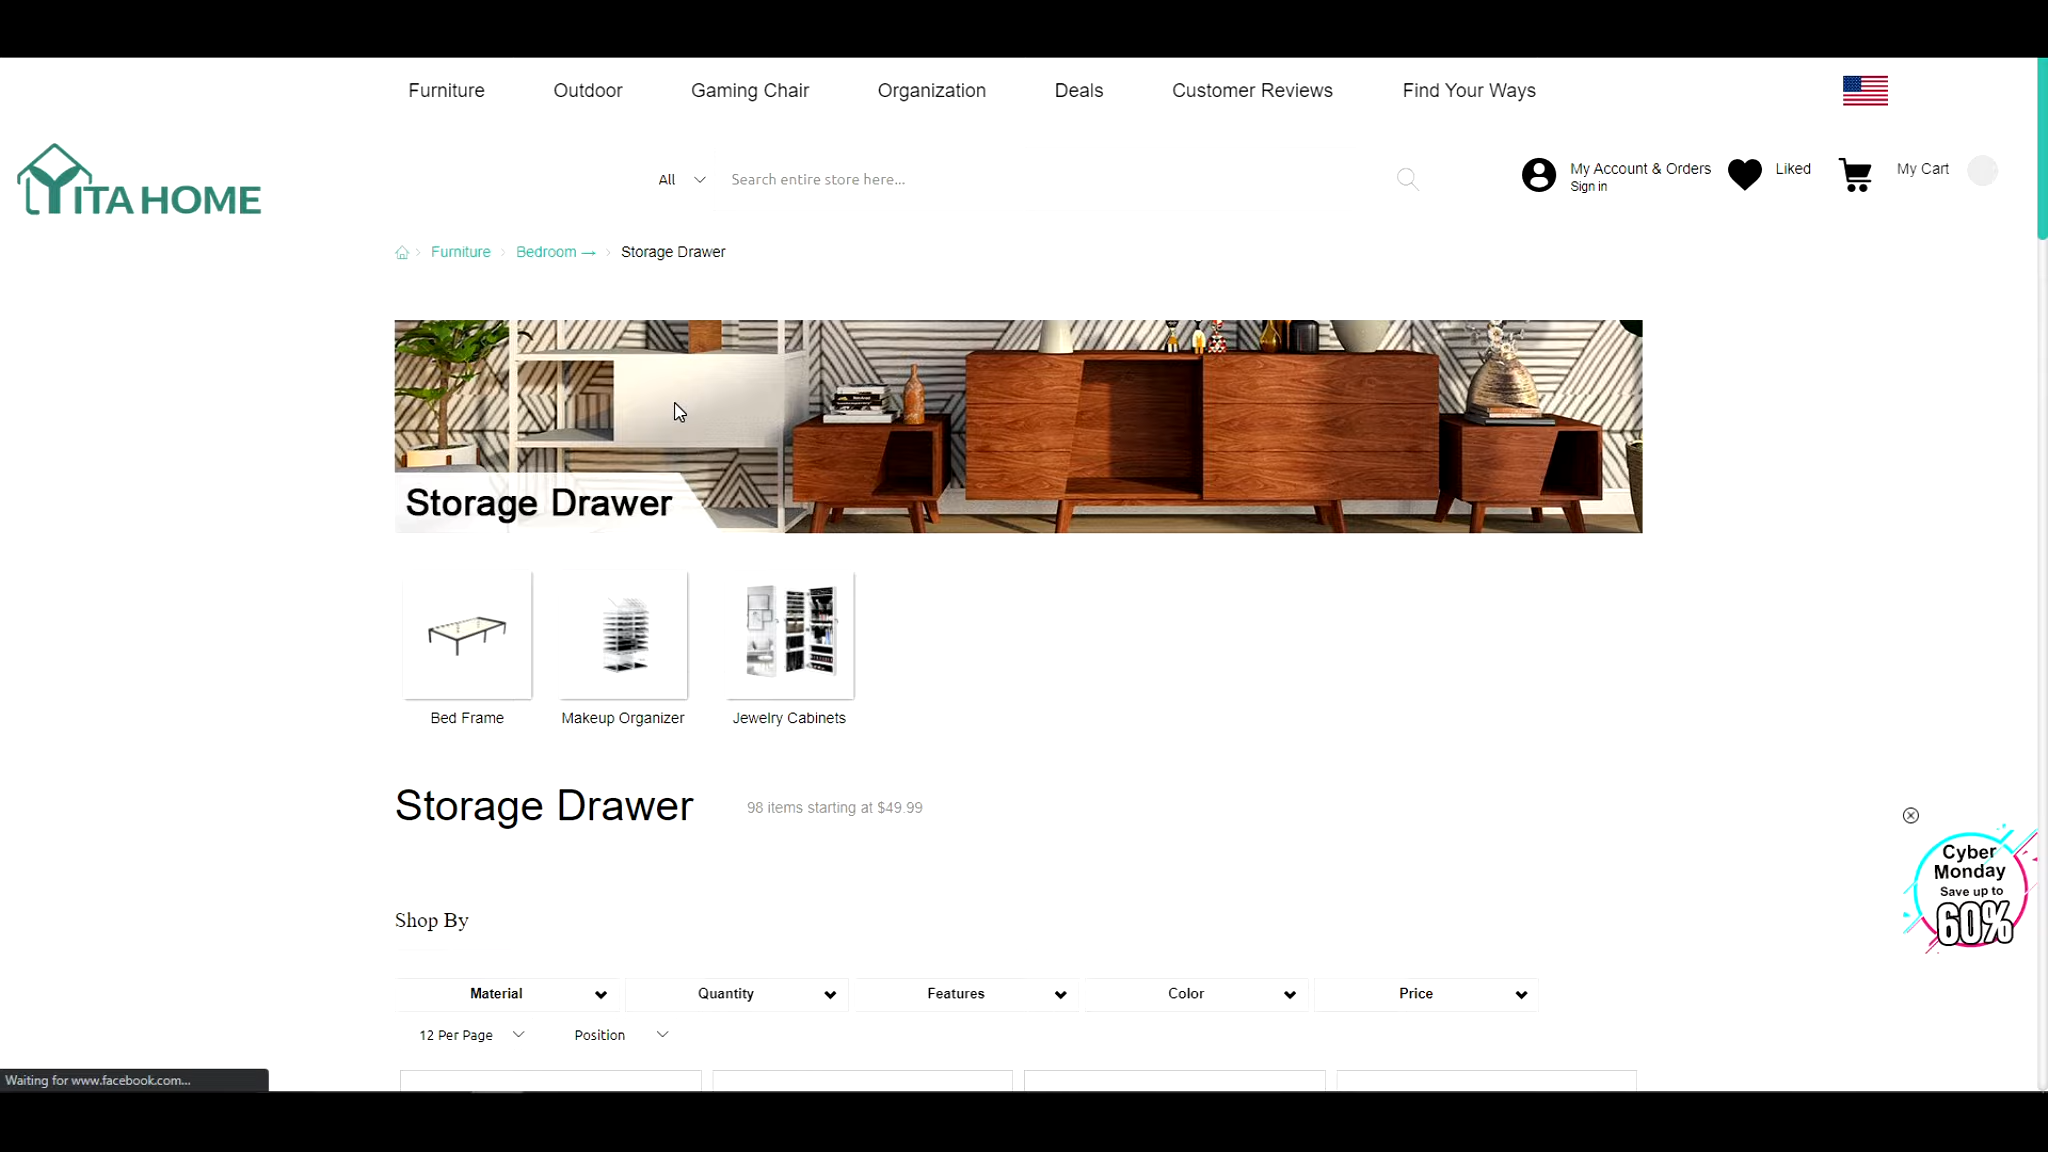 Furniture Outdoor Gaming Chair Organization Deals Customer Reviews Find Your Ways
YITA HOME
All Search entire store here...
My Account & Orders Liked My Cart
Sign in
Furniture Bedroom → Storage Drawer
Storage Drawer
Bed Frame Makeup Organizer Jewelry Cabinets
Storage Drawer 98 items starting at $49.99
Cyber
Monday
Save up to
60%
Shop By
Material Quantity Features Color Price
12 Per Page Position
Waiting for www.facebook.com...